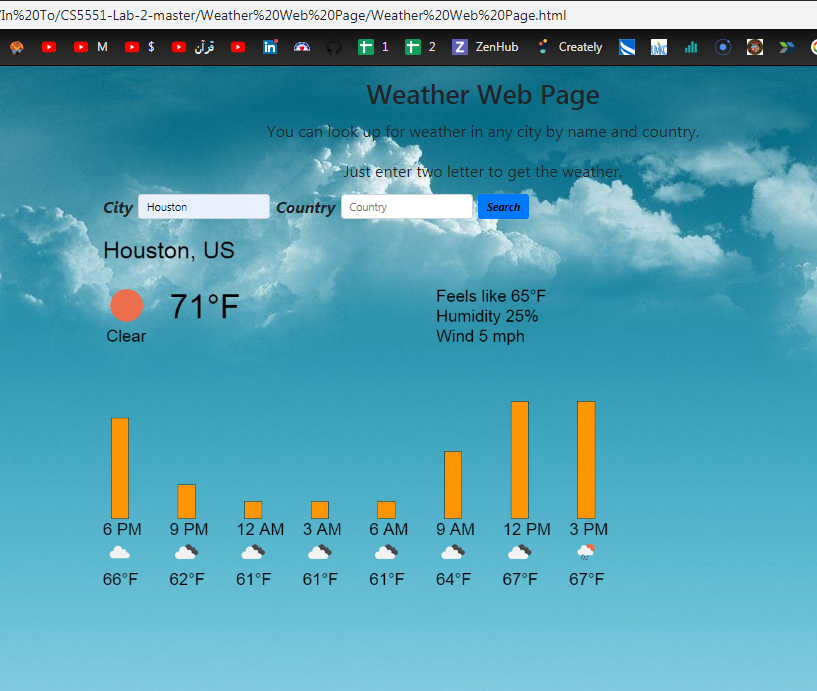 /In%20To/CS5551-Lab-2-master/Weather%20Web%20Page/Weather%20Web%20Page.html
M $ قرآن 1 2 ZenHub Creately
Weather Web Page
You can look up for weather in any city by name and country.
Just enter two letter to get the weather.
City Houston Country Country Search
Houston, US
71°F
Clear
Feels like 65°F
Humidity 25%
Wind 5 mph
6 PM 9 PM 12 AM 3 AM 6 AM 9 AM 12 PM 3 PM
66°F 62°F 61°F 61°F 61°F 64°F 67°F 67°F